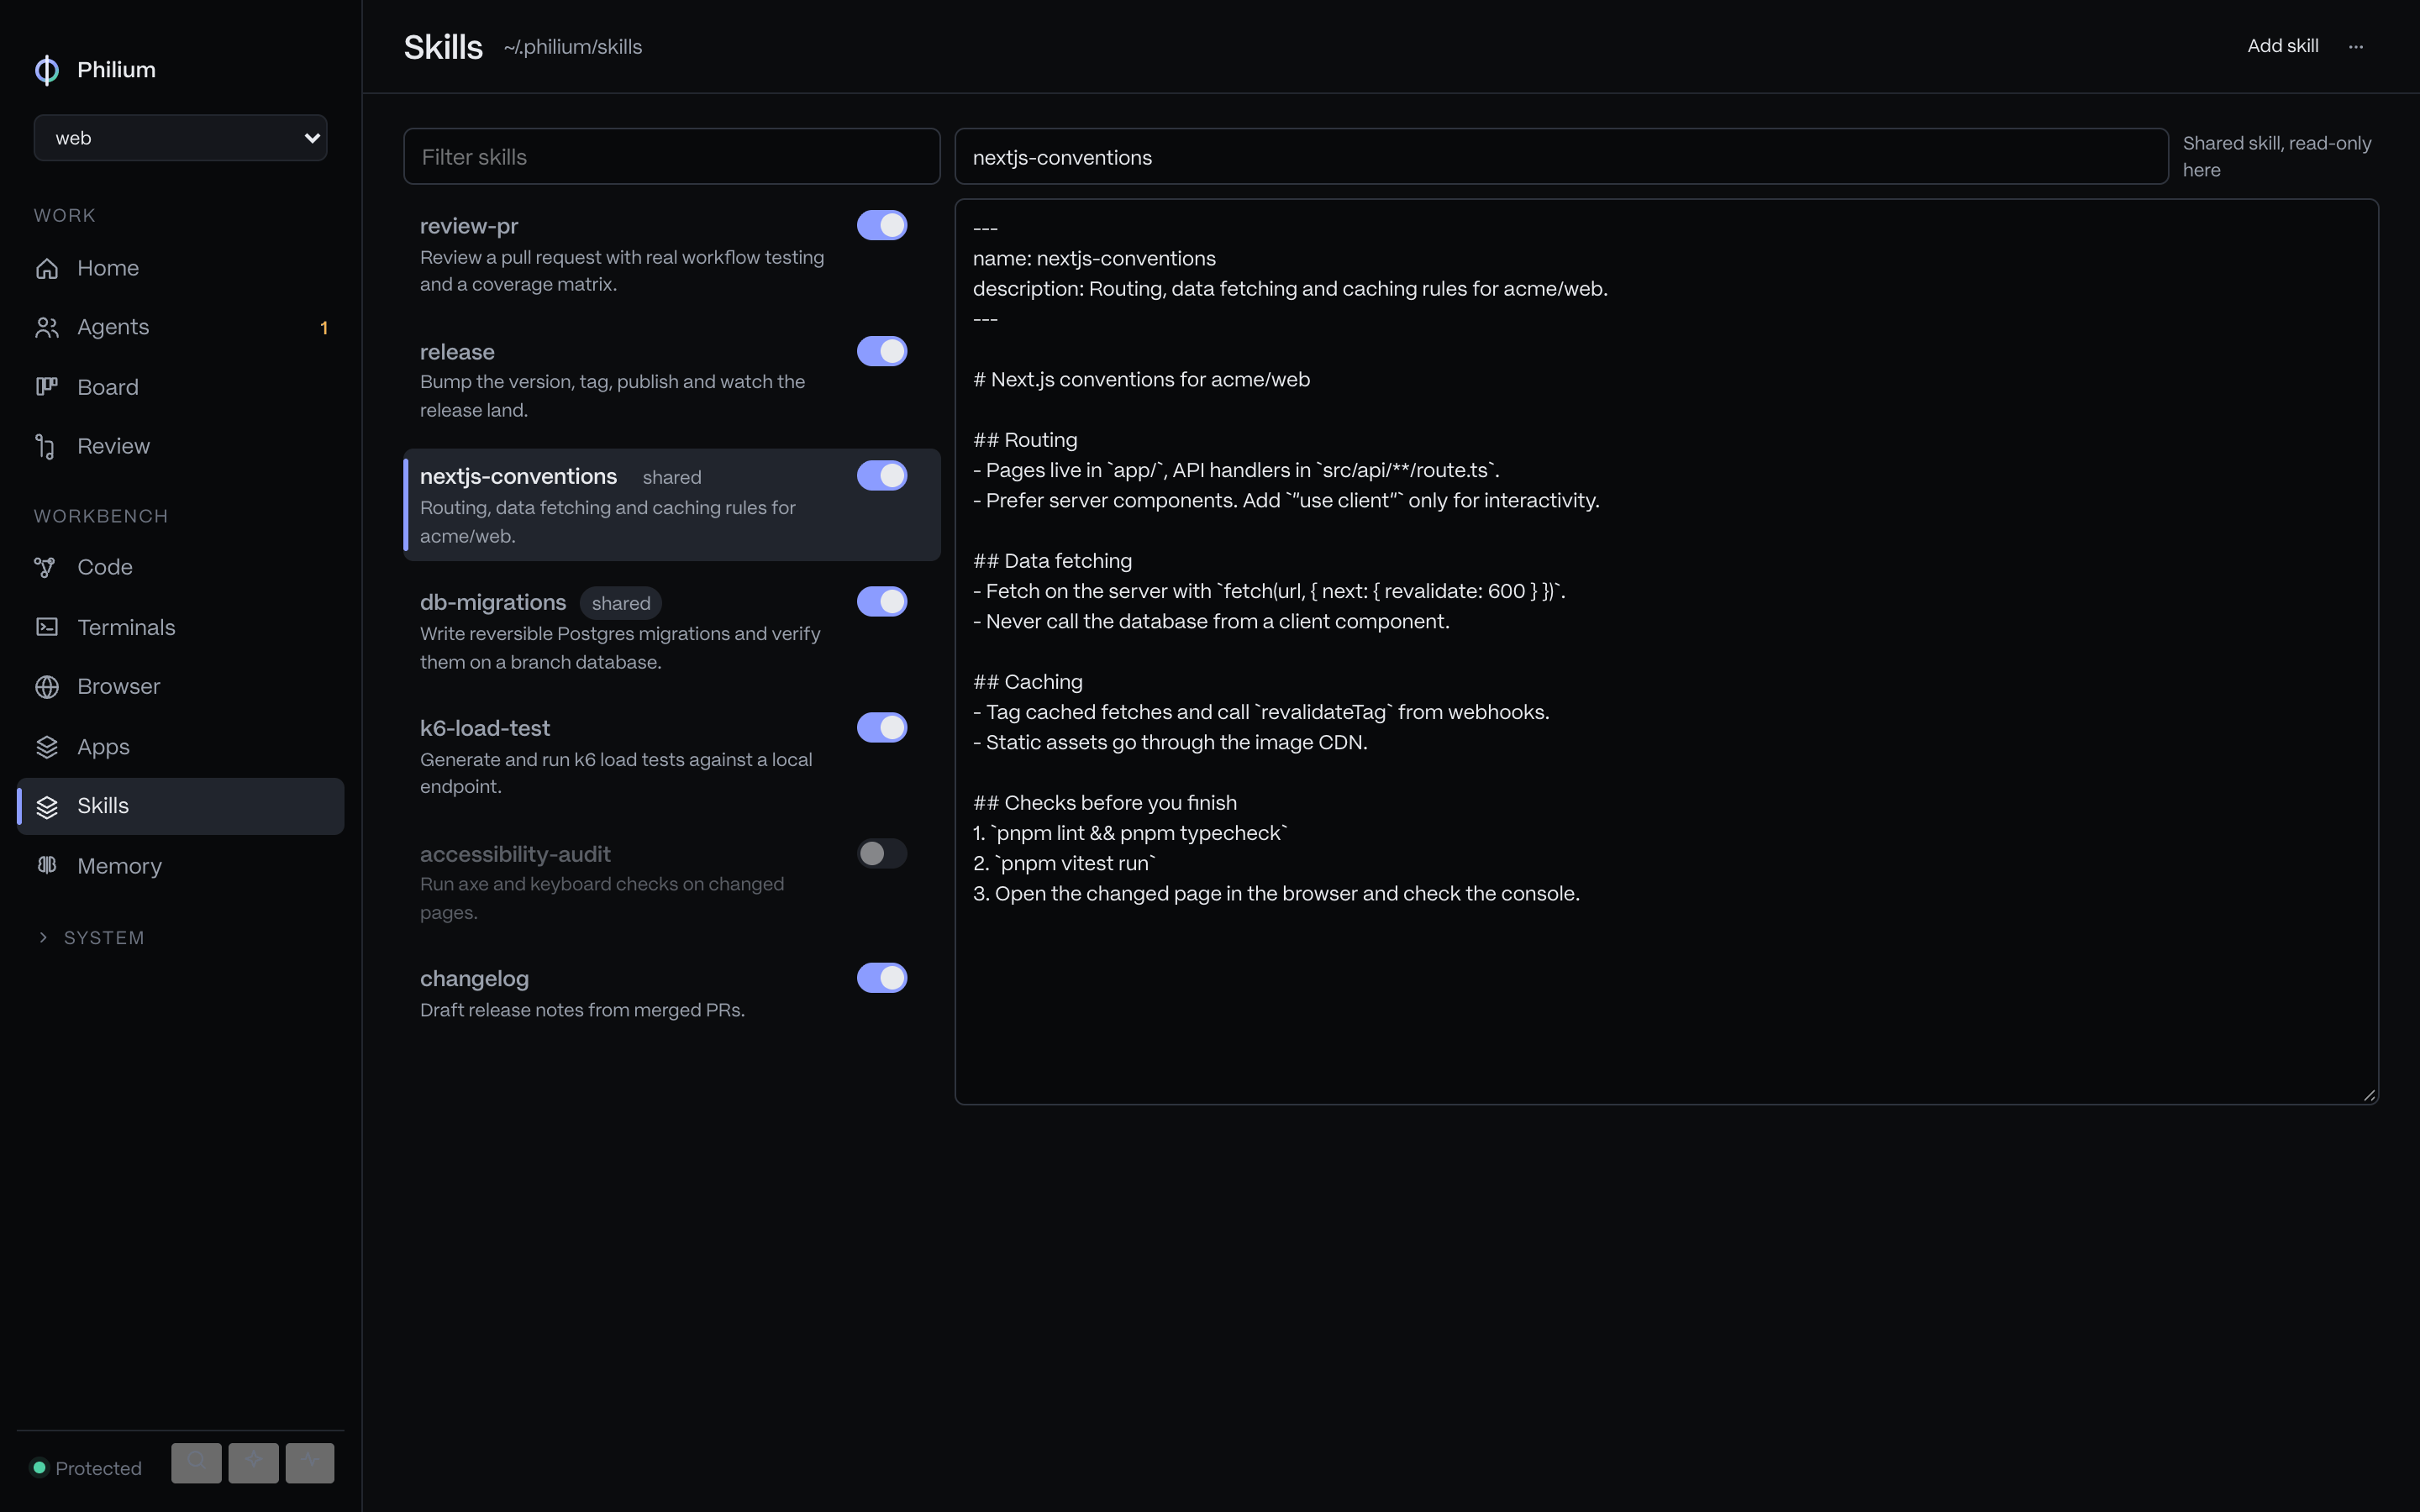 Philium
web
WORK
Home
Agents 1
Board
Review
WORKBENCH
Code
Terminals
Browser
Apps
Skills
Memory
SYSTEM
Protected
Skills ~/.philium/skills
Add skill ...
Filter skills
review-pr
Review a pull request with real workflow testing
and a coverage matrix.
release
Bump the version, tag, publish and watch the
release land.
nextjs-conventions shared
Routing, data fetching and caching rules for
acme/web.
db-migrations shared
Write reversible Postgres migrations and verify
them on a branch database.
k6-load-test
Generate and run k6 load tests against a local
endpoint.
accessibility-audit
Run axe and keyboard checks on changed
pages.
changelog
Draft release notes from merged PRs.
nextjs-conventions
Shared skill, read-only
here
---
name: nextjs-conventions
description: Routing, data fetching and caching rules for acme/web.
---
# Next.js conventions for acme/web
## Routing
- Pages live in `app/`, API handlers in `src/api/**/route.ts`.
- Prefer server components. Add `"use client"` only for interactivity.
## Data fetching
- Fetch on the server with `fetch(url, { next: { revalidate: 600 } })`.
- Never call the database from a client component.
## Caching
- Tag cached fetches and call `revalidateTag` from webhooks.
- Static assets go through the image CDN.
## Checks before you finish
1. `pnpm lint && pnpm typecheck`
2. `pnpm vitest run`
3. Open the changed page in the browser and check the console.